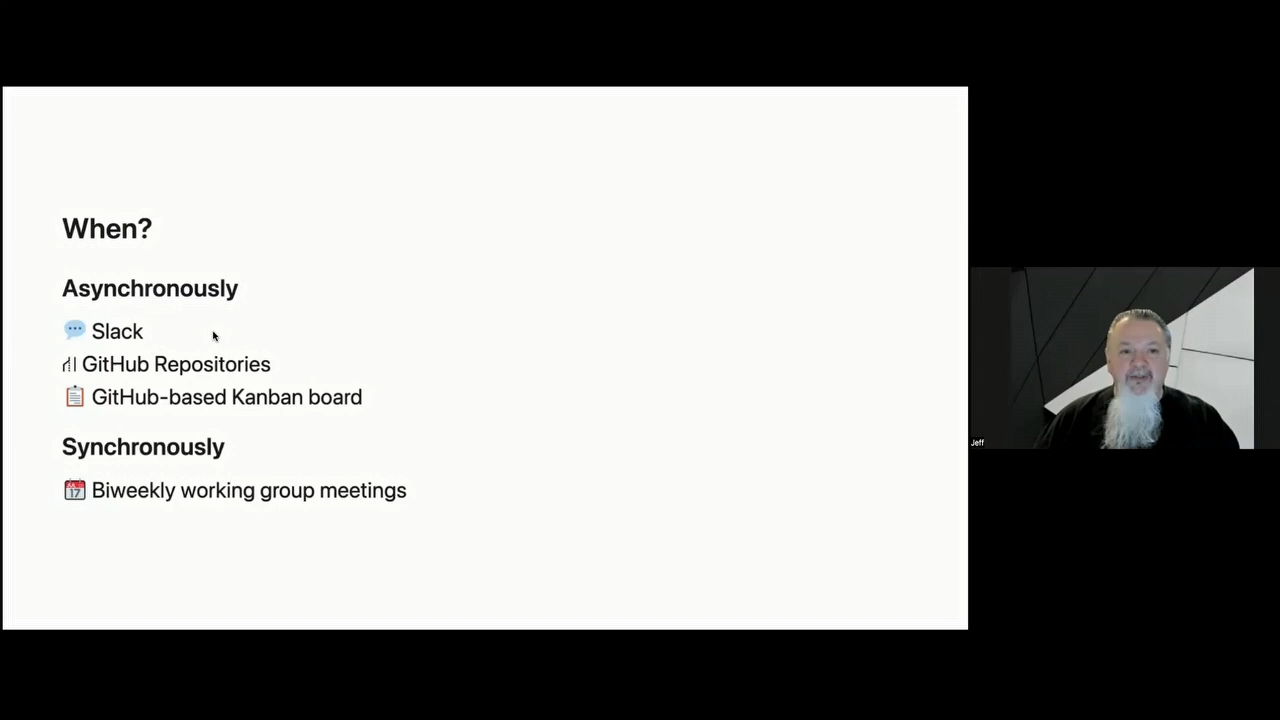 When?
Asynchronously
💬 Slack
GitHub Repositories
📋 GitHub-based Kanban board
Synchronously
📅 Biweekly working group meetings
Jeff